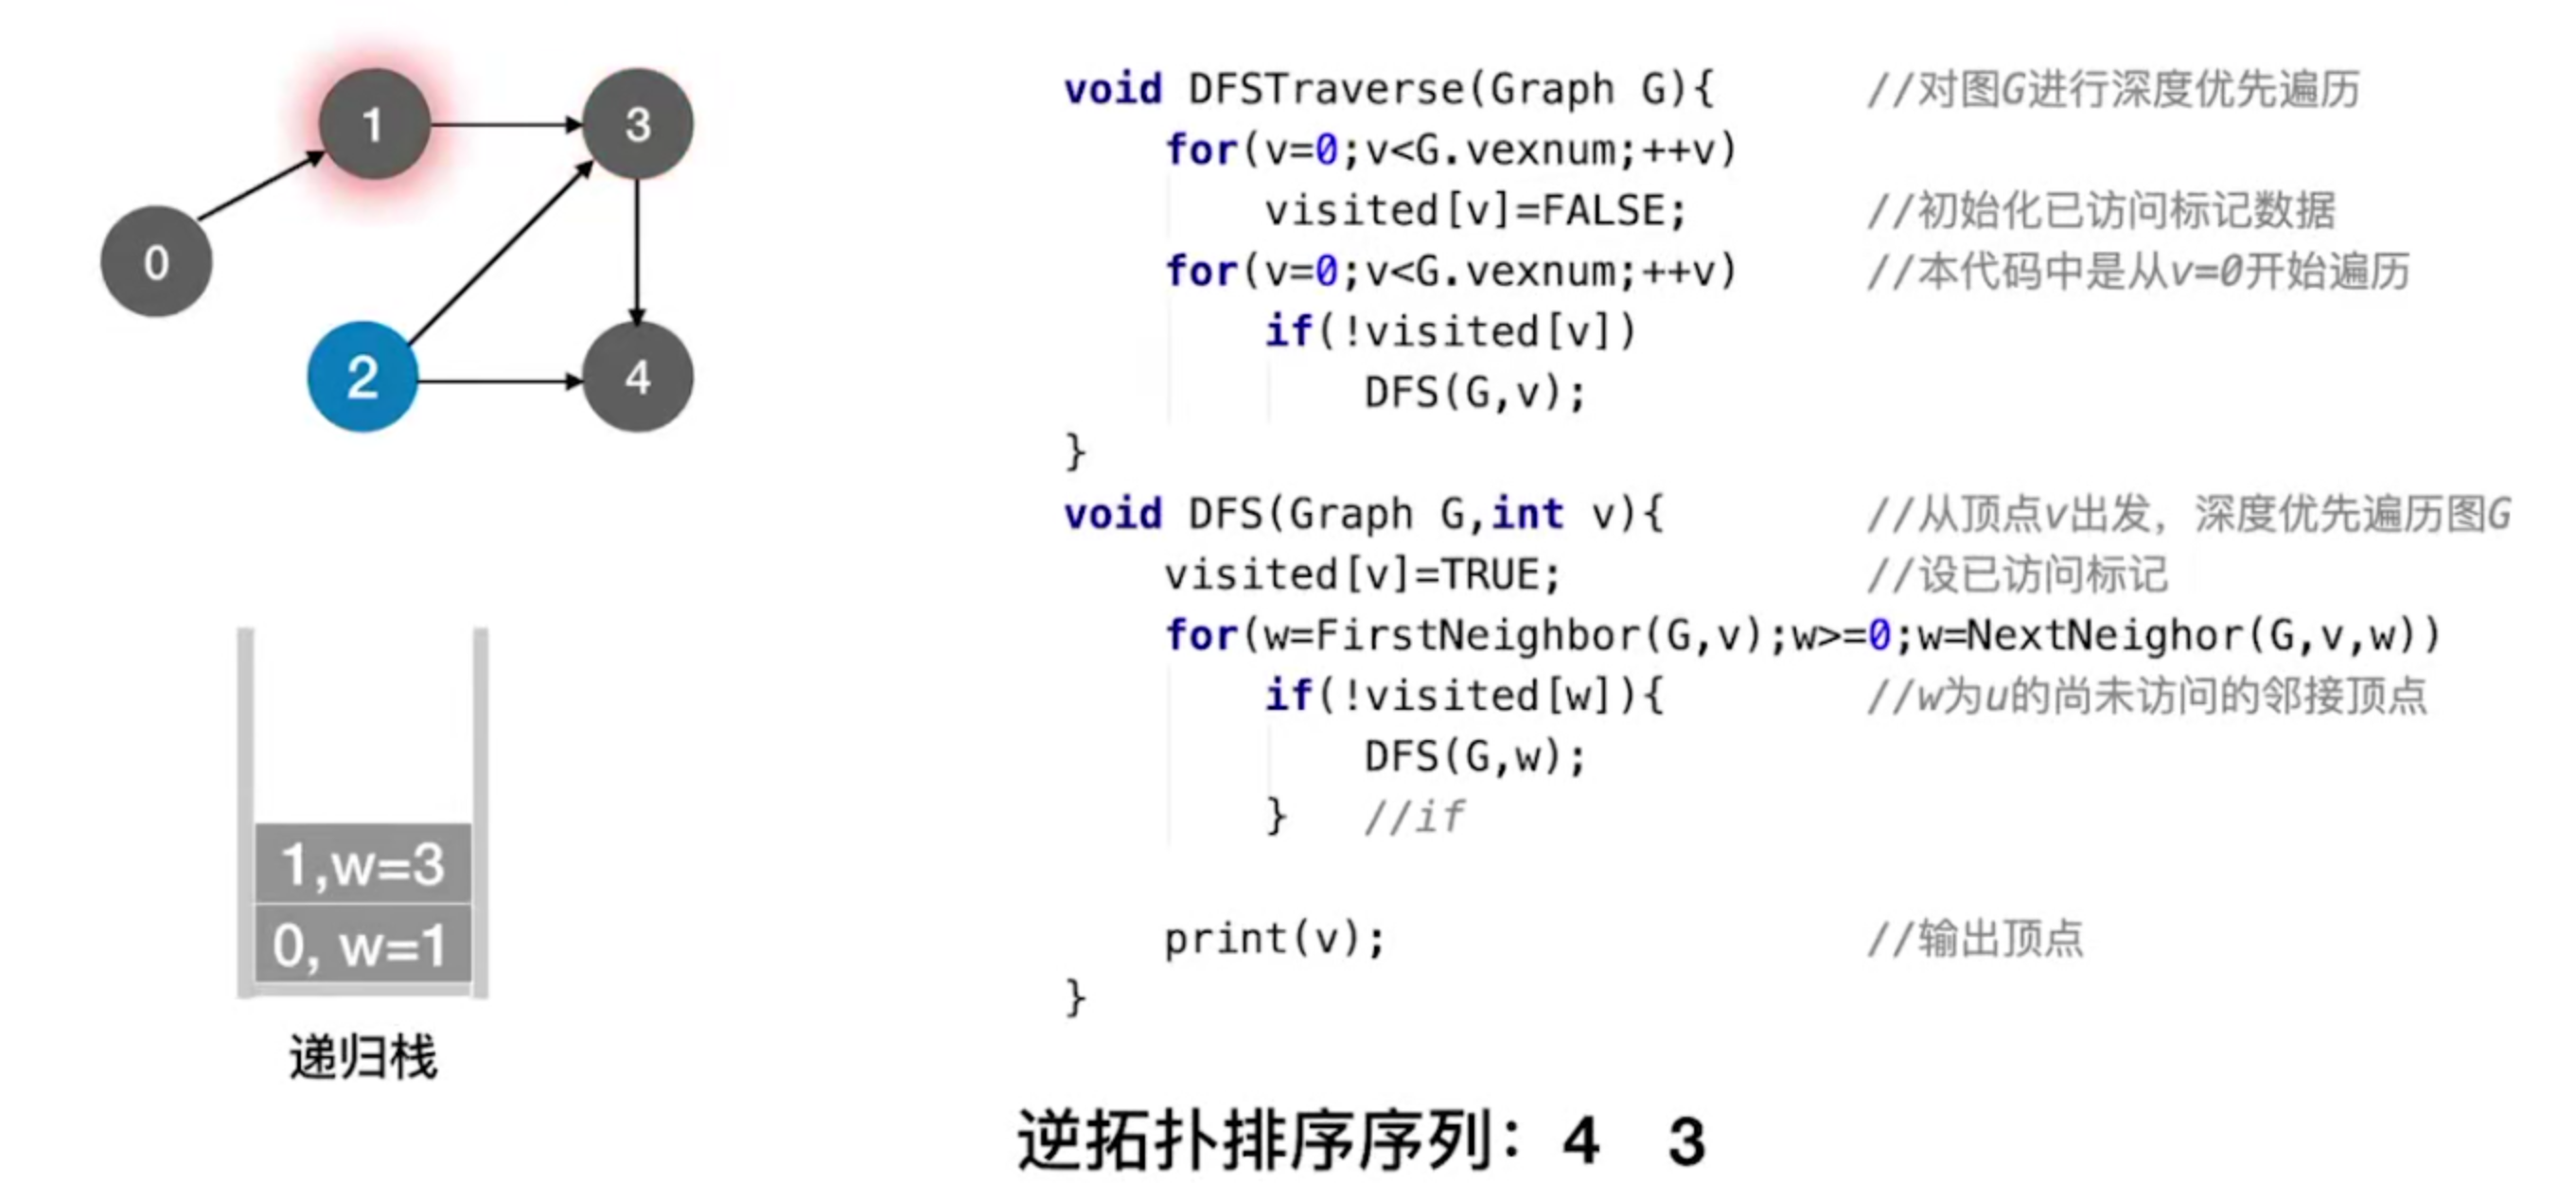 1
3
0
2
4
1,w=3
0, w=1
递归栈
void DFSTraverse(Graph G){ //对图G进行深度优先遍历
for(v=0;v<G.vexnum;++v)
visited[v]=FALSE; //初始化已访问标记数据
for(v=0;v<G.vexnum;++v) //本代码中是从v=0开始遍历
if(!visited[v])
DFS(G,v);
}
void DFS(Graph G,int v){ //从顶点v出发，深度优先遍历图G
visited[v]=TRUE; //设已访问标记
for(w=FirstNeighbor(G,v);w>=0;w=NextNeighor(G,v,w))
if(!visited[w]){ //w为u的尚未访问的邻接顶点
DFS(G,w);
} //if
print(v); //输出顶点
}
逆拓扑排序序列：4 3